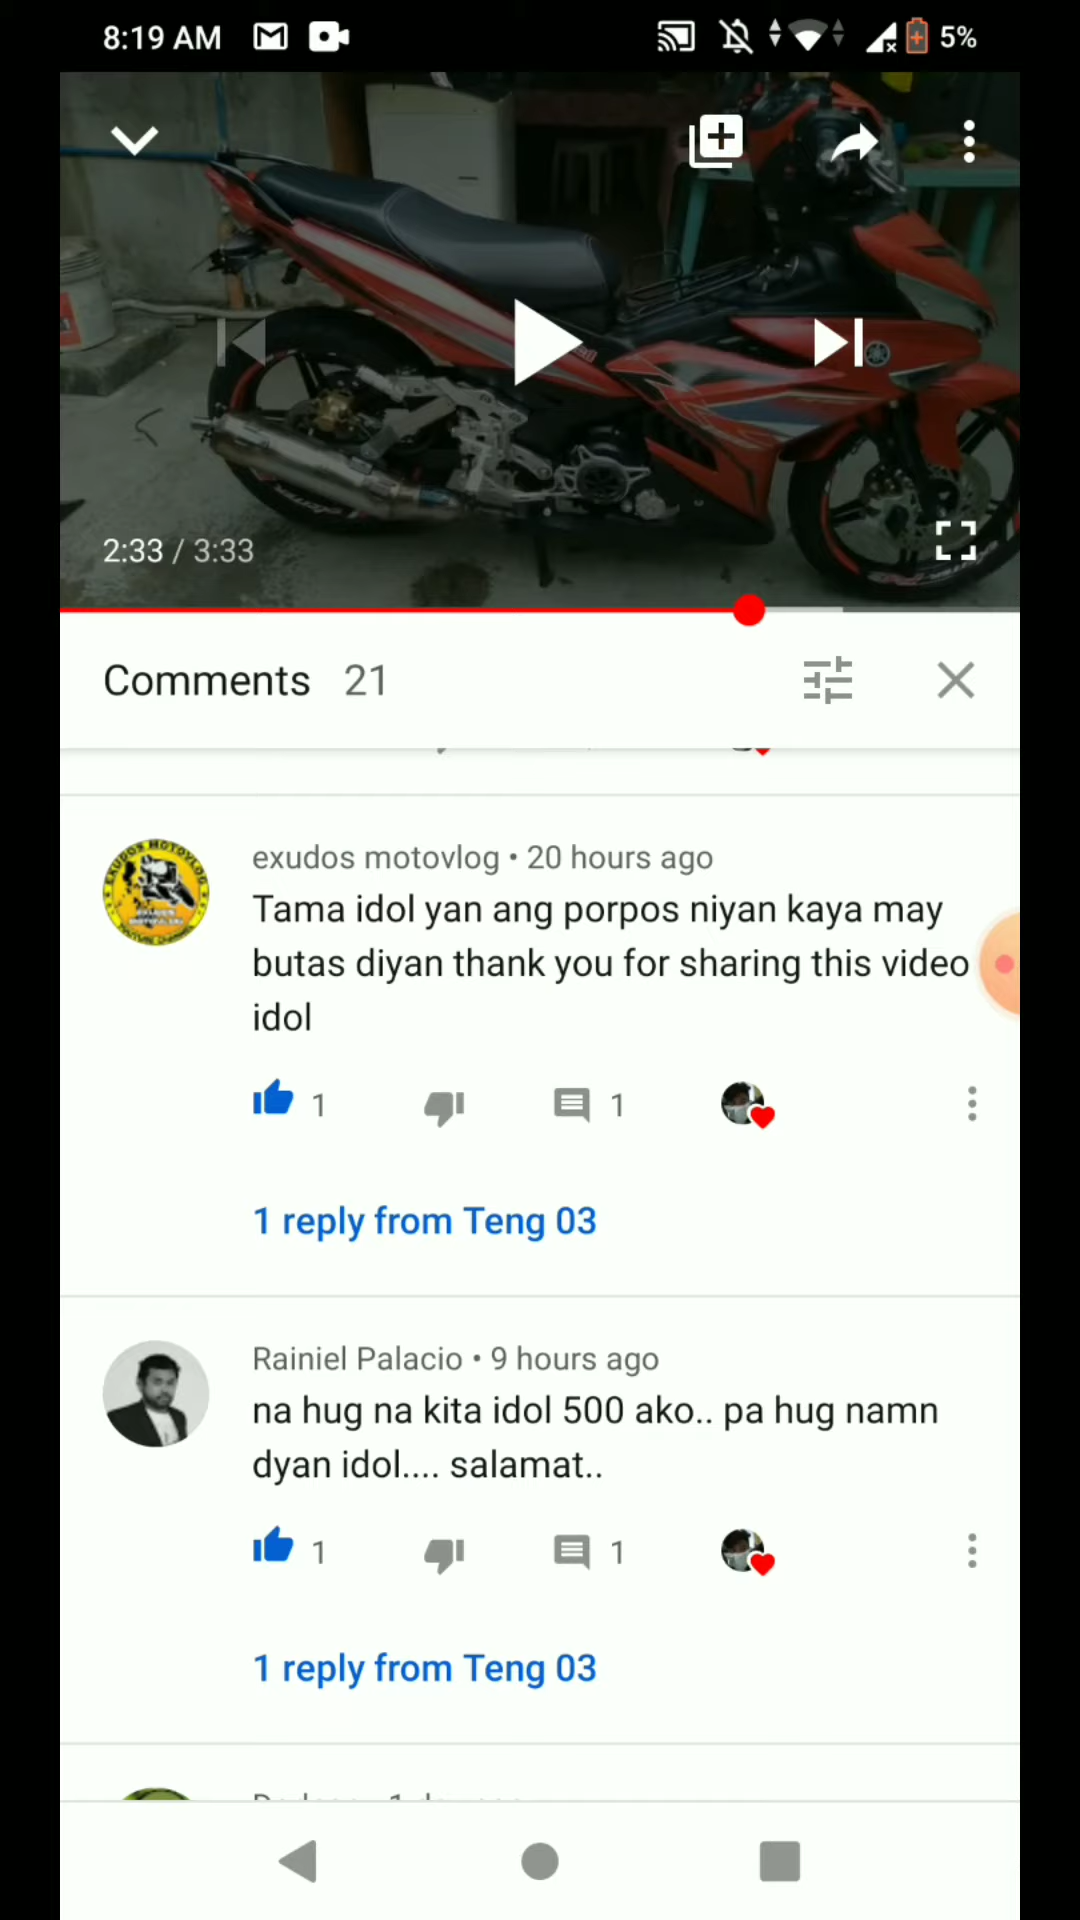 8:19 AM 5%
2:33 / 3:33
Comments 21
exudos motovlog • 20 hours ago
Tama idol yan ang porpos niyan kaya may
butas diyan thank you for sharing this video
idol
1 1
1 reply from Teng 03
Rainiel Palacio • 9 hours ago
na hug na kita idol 500 ako.. pa hug namn
dyan idol.... salamat..
1 1
1 reply from Teng 03